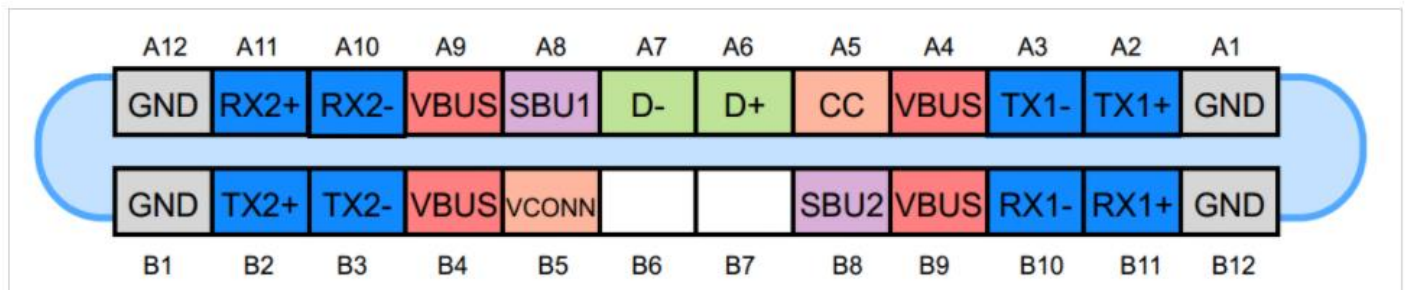 A12 A11 A10 A9 A8 A7 A6 A5 A4 A3 A2 A1
GND RX2+ RX2- VBUS SBU1 D- D+ CC VBUS TX1- TX1+ GND
GND TX2+ TX2- VBUS VCONN SBU2 VBUS RX1- RX1+ GND
B1 B2 B3 B4 B5 B6 B7 B8 B9 B10 B11 B12